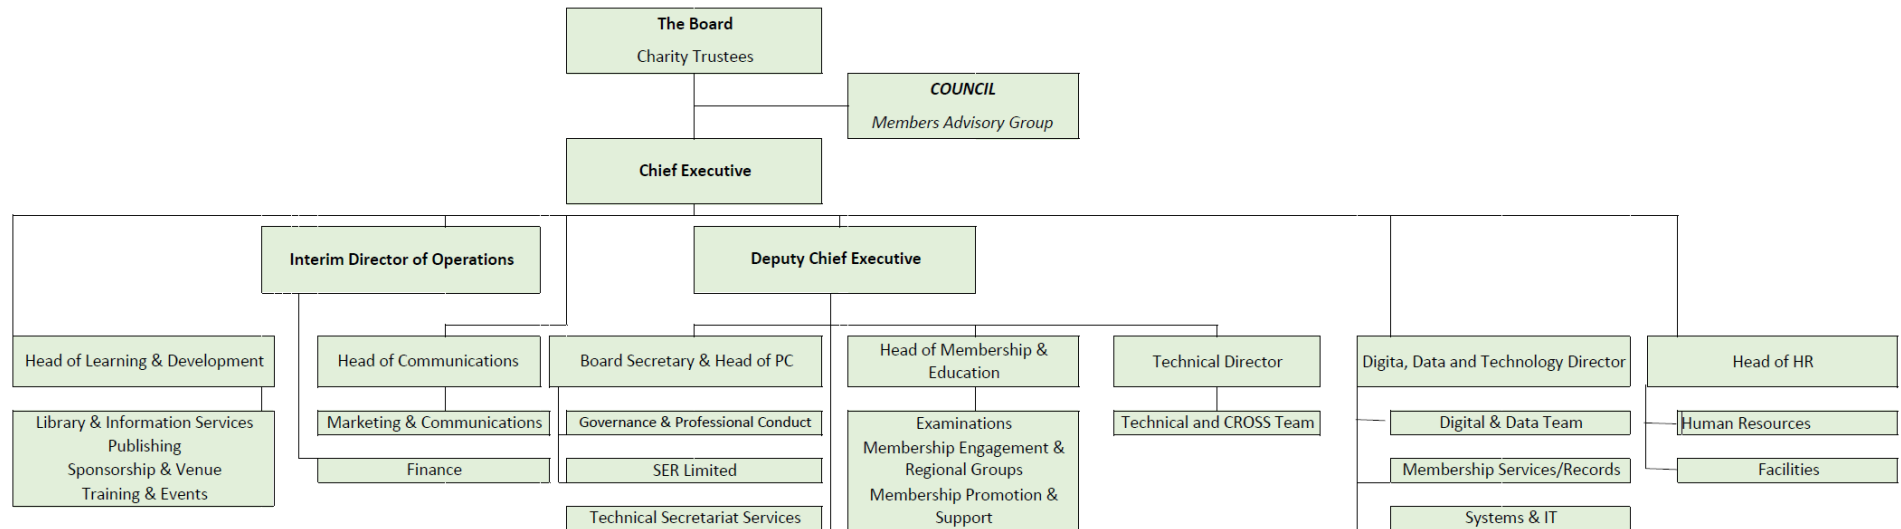 The Board
Charity Trustees
COUNCIL
Members Advisory Group
Chief Executive
Interim Director of Operations
Deputy Chief Executive
Head of Learning & Development
Head of Communications
Board Secretary & Head of PC
Head of Membership &
Education
Technical Director
Digita, Data and Technology Director
Head of HR
Library & Information Services
Publishing
Sponsorship & Venue
Training & Events
Marketing & Communications
Finance
Governance & Professional Conduct
SER Limited
Technical Secretariat Services
Examinations
Membership Engagement &
Regional Groups
Membership Promotion &
Support
Technical and CROSS Team
Digital & Data Team
Membership Services/Records
Systems & IT
Human Resources
Facilities